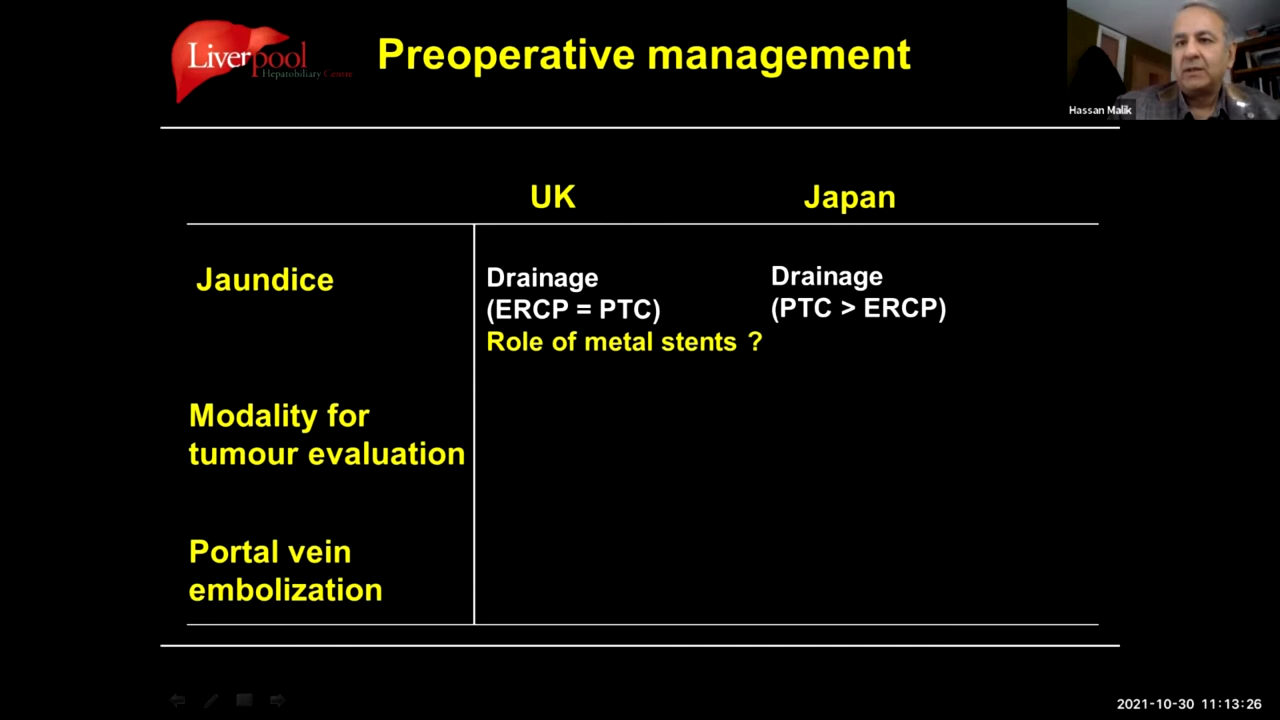 Liverpool
Hepatobiliary Centre
Preoperative management
Hassan Malik
UK
Japan
Jaundice
Drainage
(ERCP = PTC)
Role of metal stents ?
Drainage
(PTC > ERCP)
Modality for
tumour evaluation
Portal vein
embolization
2021-10-30 11:13:26